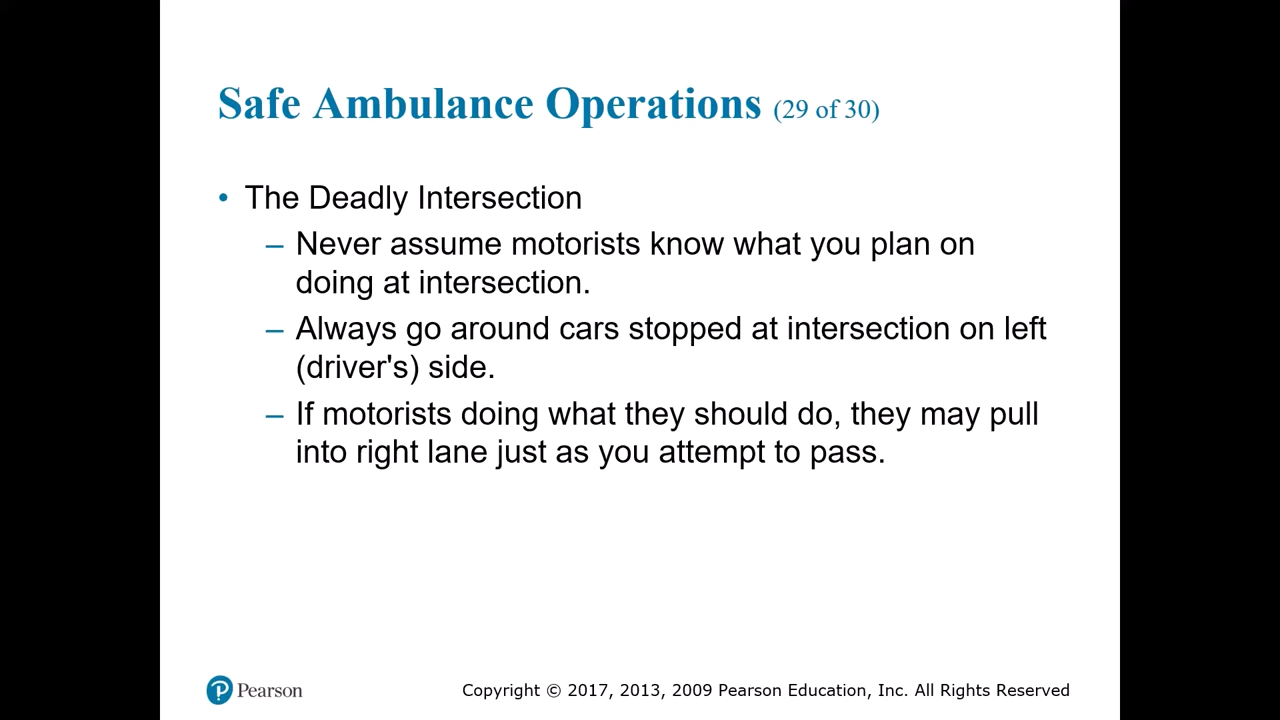 Safe Ambulance Operations (29 of 30)
• The Deadly Intersection
– Never assume motorists know what you plan on
doing at intersection.
– Always go around cars stopped at intersection on left
(driver's) side.
– If motorists doing what they should do, they may pull
into right lane just as you attempt to pass.
P Pearson
Copyright © 2017, 2013, 2009 Pearson Education, Inc. All Rights Reserved